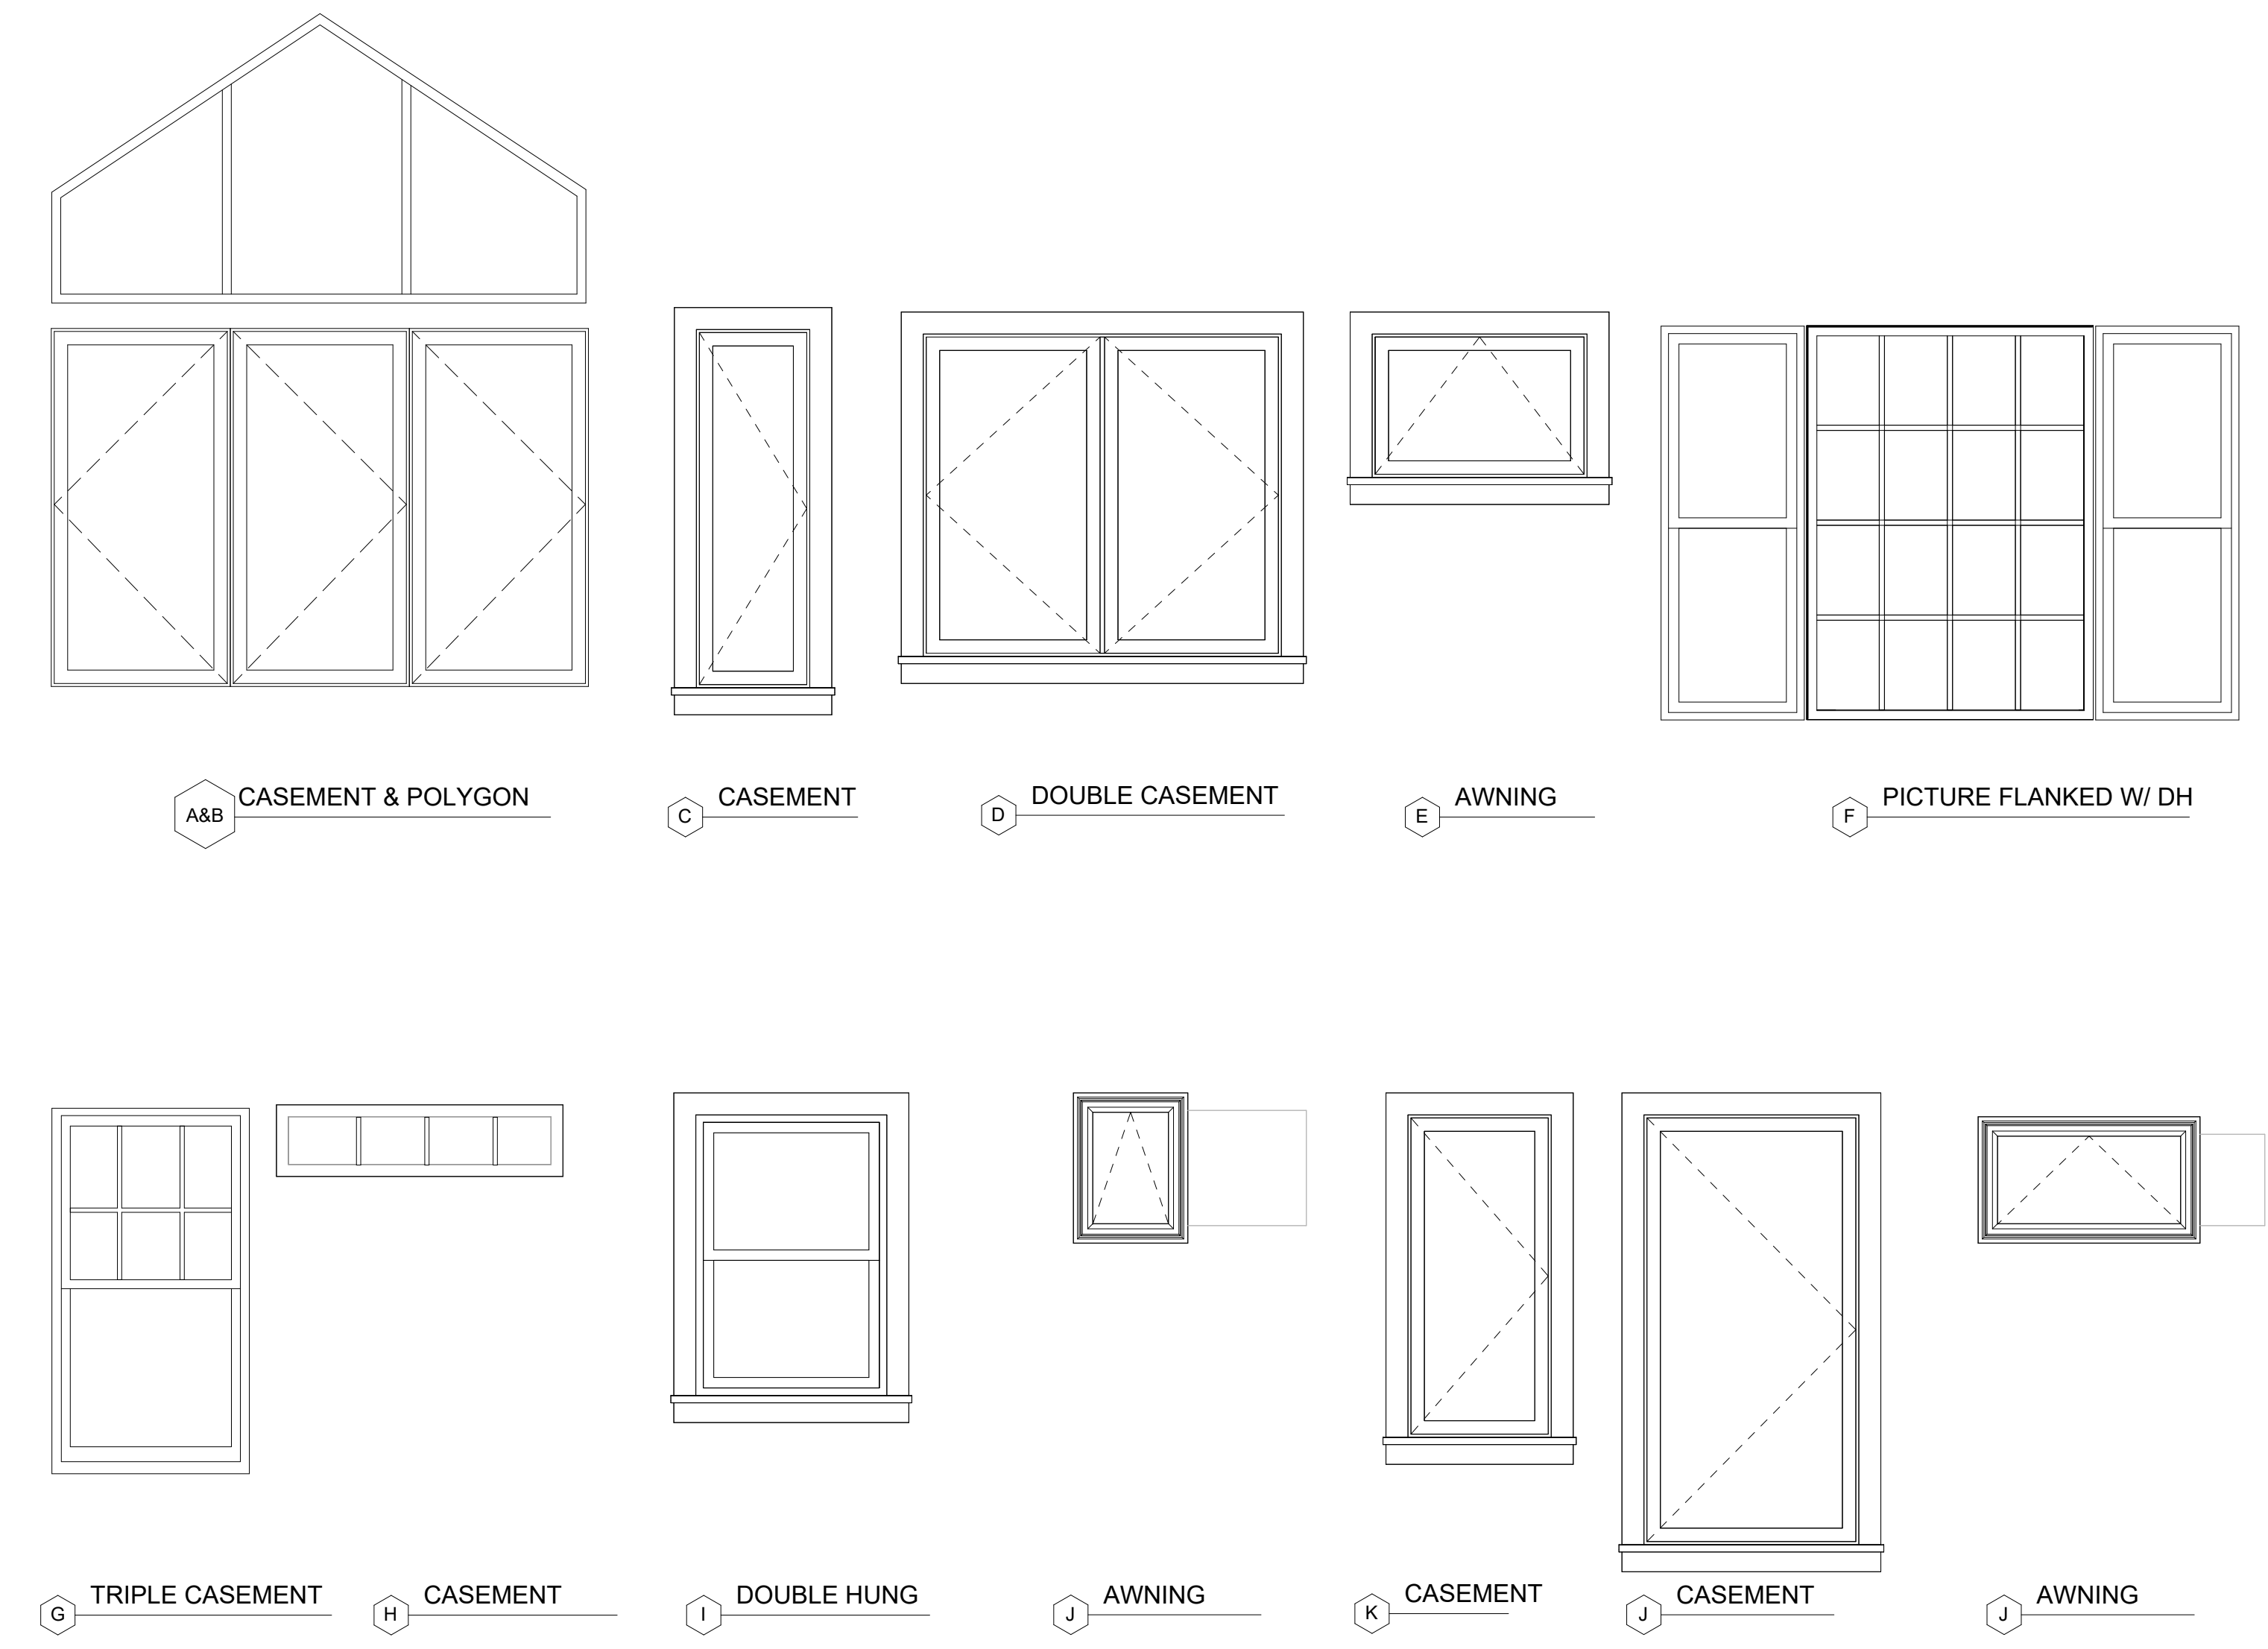 A&B CASEMENT & POLYGON
C CASEMENT
D DOUBLE CASEMENT
E AWNING
F PICTURE FLANKED W/ DH
G TRIPLE CASEMENT
H CASEMENT
I DOUBLE HUNG
J AWNING
K CASEMENT
J CASEMENT
J AWNING